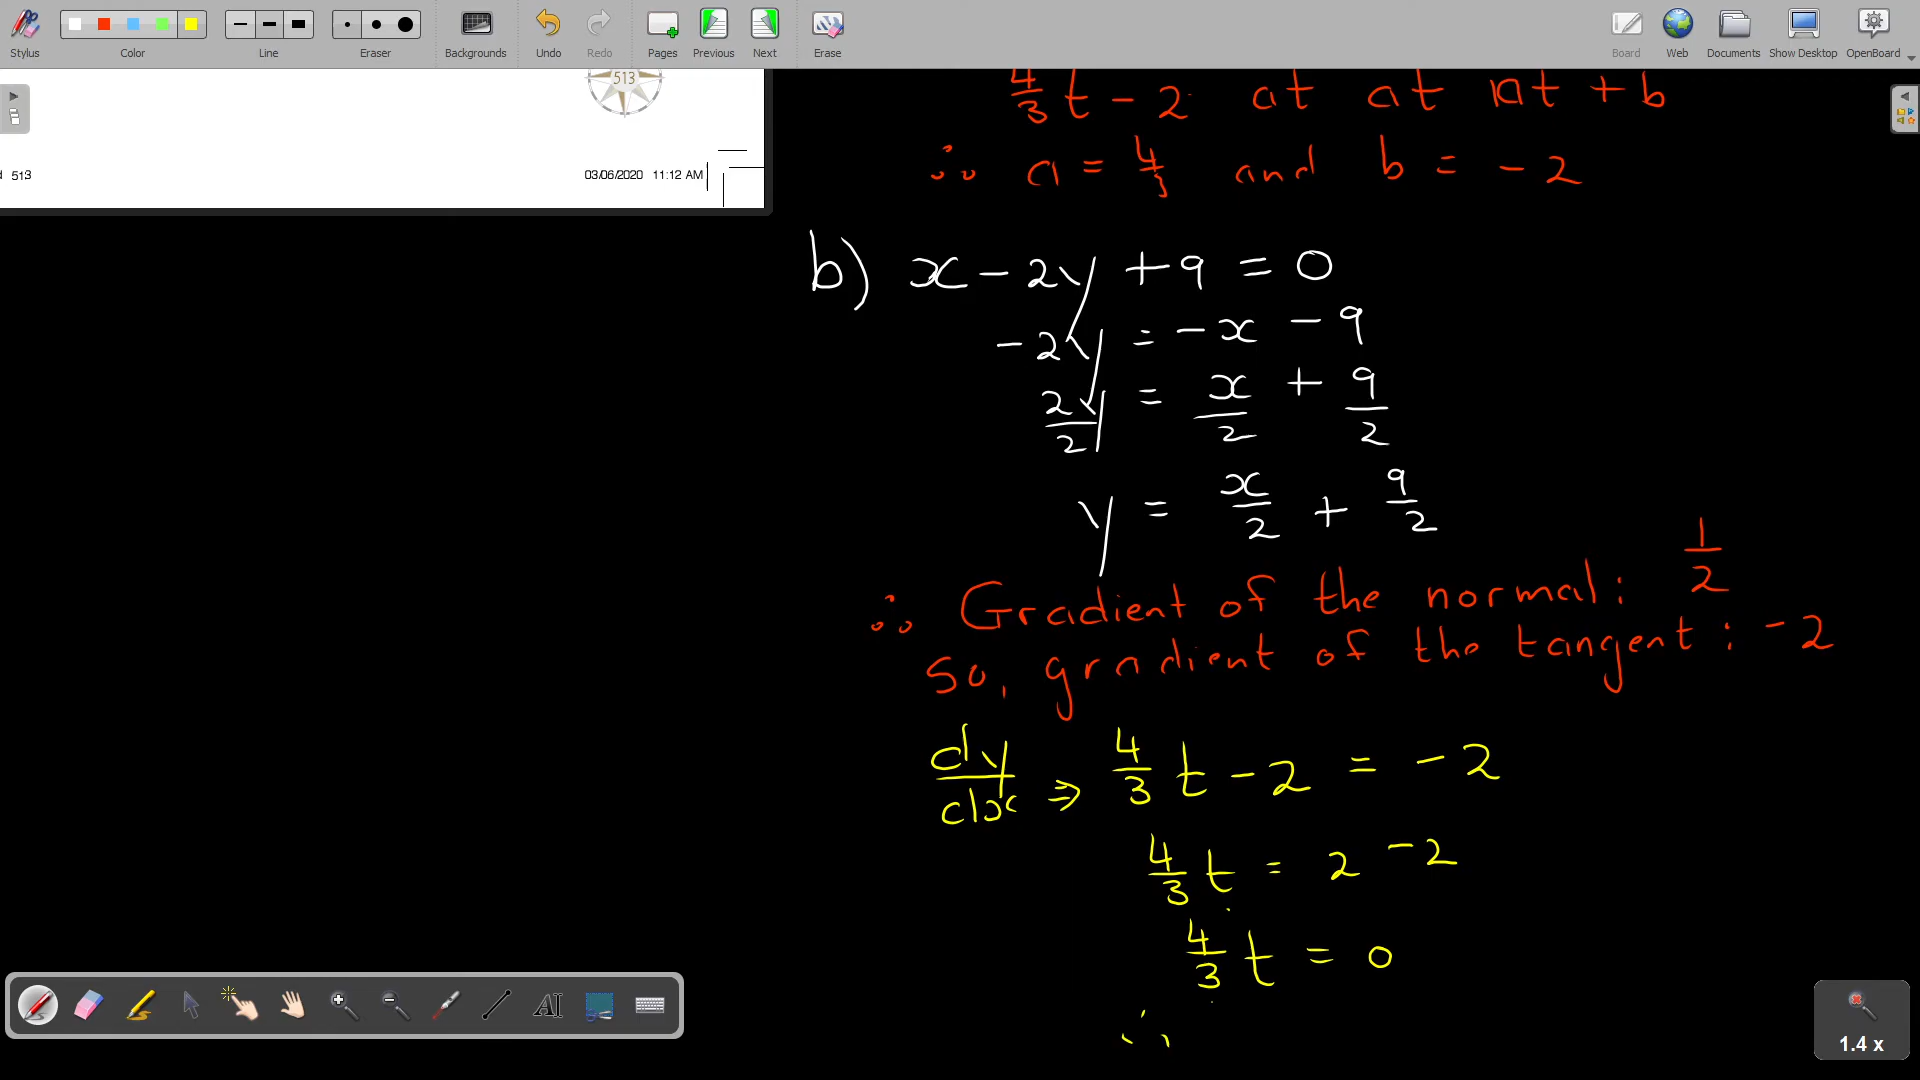 Stylus Color Line Eraser Backgrounds Undo Redo Pages Previous Next Erase Board Web Documents Show Desktop OpenBoard
513
513 03/06/2020 11:12 AM
4/3 t - 2 at at at + b
∴ a = 4/3 and b = -2
b) x - 2y + 9 = 0
-2y = -x - 9
2y/2 = x/2 + 9/2
y = x/2 + 9/2
∴ Gradient of the normal: 1/2
So, gradient of the tangent: -2
dy/dx ⇒ 4/3 t - 2 = -2
4/3 t = 2 - 2
4/3 t = 0
∴
1.4 x